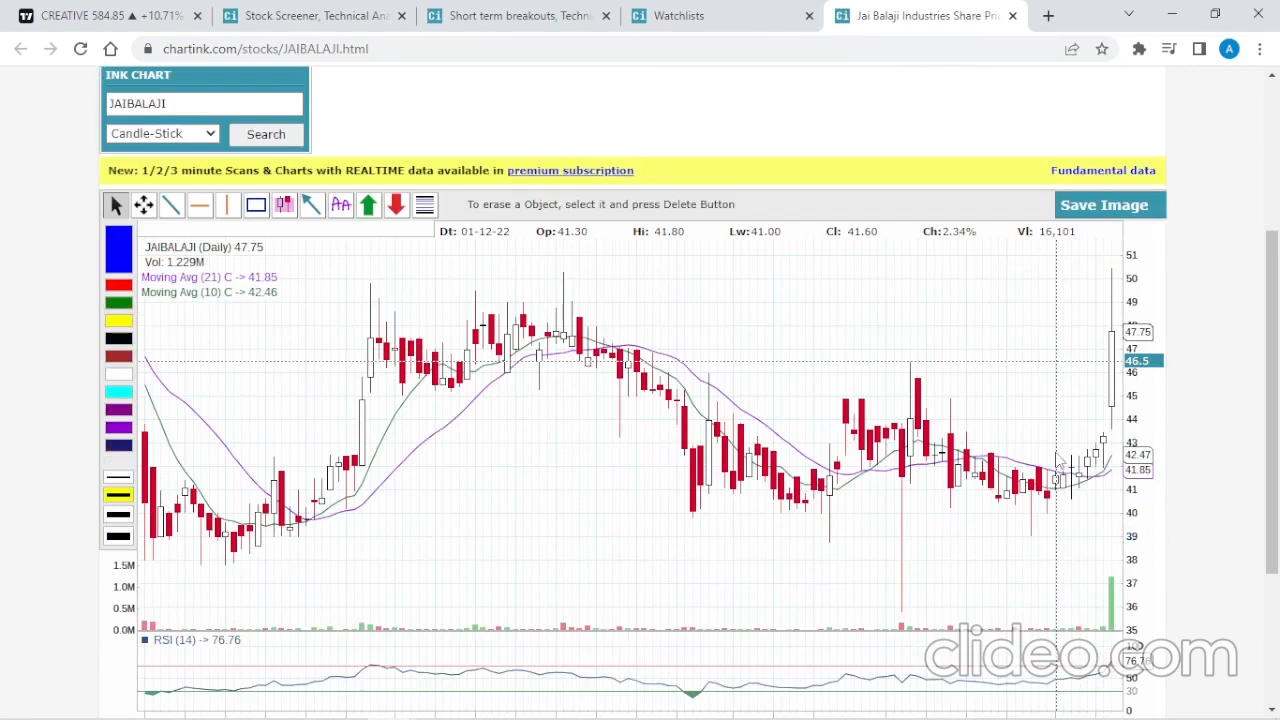 CREATIVE 584.85 ▲ +10.71%
Stock Screener, Technical Ana
Short term breakouts, Techni
Watchlists
Jai Balaji Industries Share Pri
chartink.com/stocks/JAIBALAJI.html
A
INK CHART
JAIBALAJI
Candle-Stick
Search
New: 1/2/3 minute Scans & Charts with REALTIME data available in premium subscription
Fundamental data
To erase a Object, select it and press Delete Button
Save Image
Dt: 01-12-22 Op:41.30 Hi: 41.80 Lw:41.00 Cl: 41.60 Ch:2.34% Vl: 16,101
JAIBALAJI (Daily) 47.75
Vol: 1.229M
Moving Avg (21) C -> 41.85
Moving Avg (10) C -> 42.46
51
50
49
48
47.75
47
46.5
46
45
44
43
42.47
41.85
41
40
39
38
37
36
35
1.5M
1.0M
0.5M
0.0M
RSI (14) -> 76.76
100
76.76
50
30
0
clideo.com